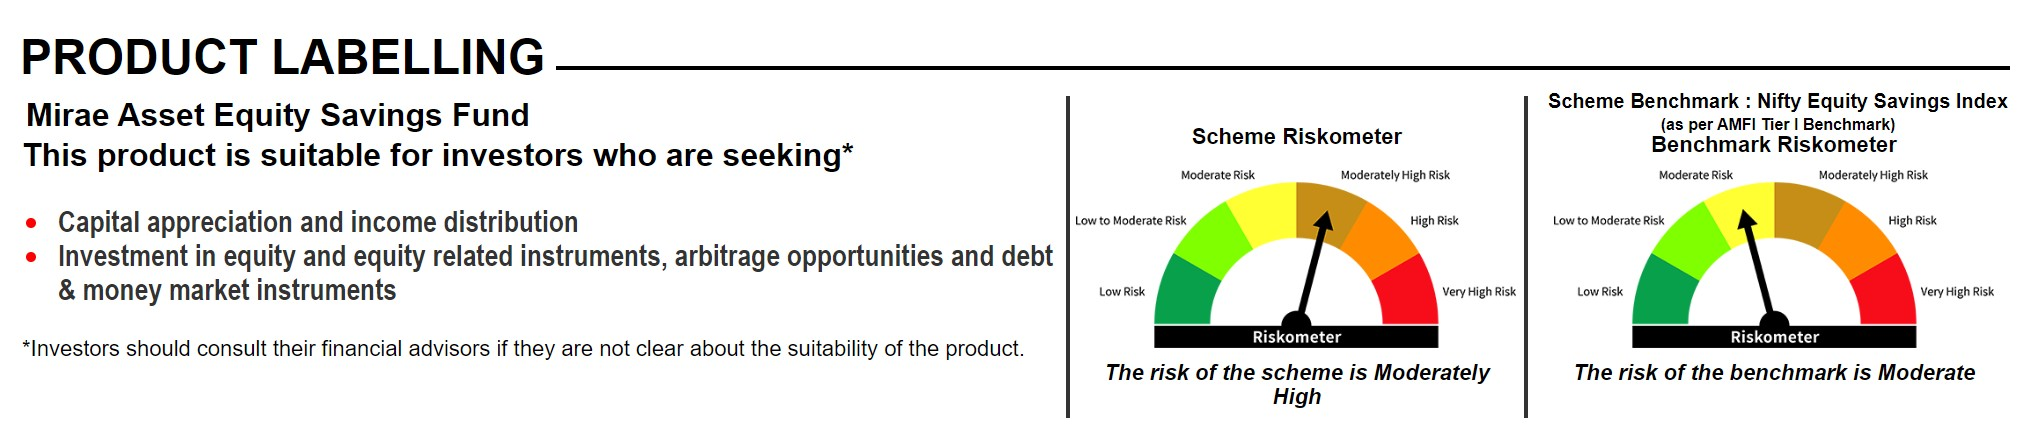 PRODUCT LABELLING
Mirae Asset Equity Savings Fund
This product is suitable for investors who are seeking*
• Capital appreciation and income distribution
• Investment in equity and equity related instruments, arbitrage opportunities and debt
& money market instruments
*Investors should consult their financial advisors if they are not clear about the suitability of the product.
Scheme Riskometer
Moderate Risk
Moderately High Risk
Low to Moderate Risk
High Risk
Low Risk
Very High Risk
Riskometer
The risk of the scheme is Moderately
High
Scheme Benchmark : Nifty Equity Savings Index
(as per AMFI Tier I Benchmark)
Benchmark Riskometer
Moderate Risk
Moderately High Risk
Low to Moderate Risk
High Risk
Low Risk
Very High Risk
Riskometer
The risk of the benchmark is Moderate